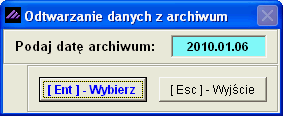 Odtwarzanie danych z archiwum
Podaj datę archiwum: 2010.01.06
[ Ent ] - Wybierz [ Esc ] - Wyjście